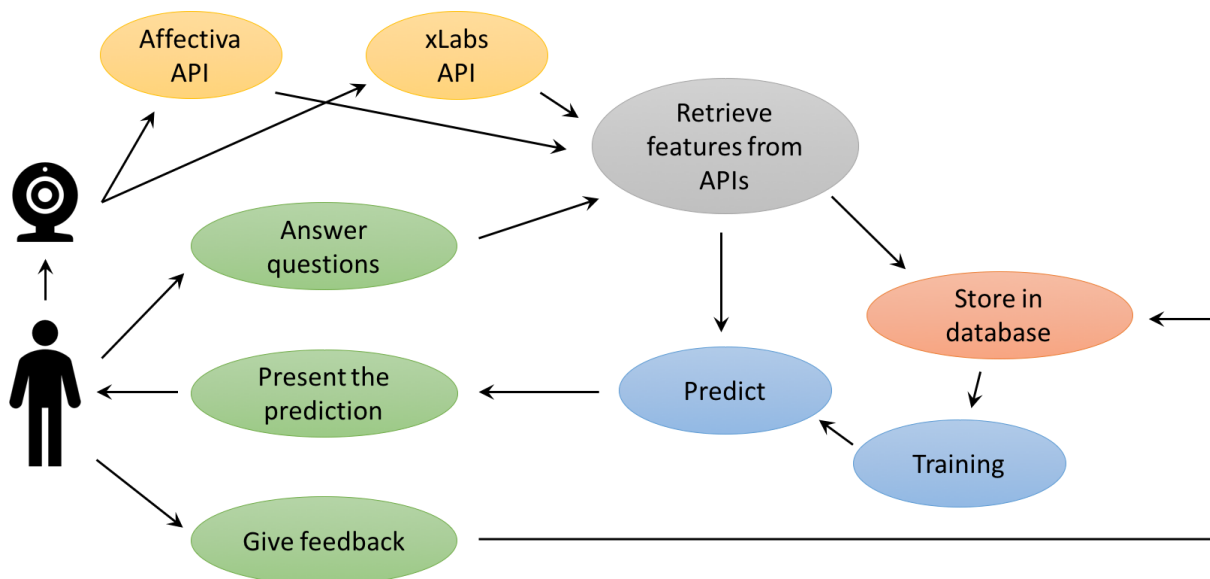 Affectiva
API
xLabs
API
Retrieve
features from
APIs
Answer
questions
Store in
database
Present the
prediction
Predict
Training
Give feedback